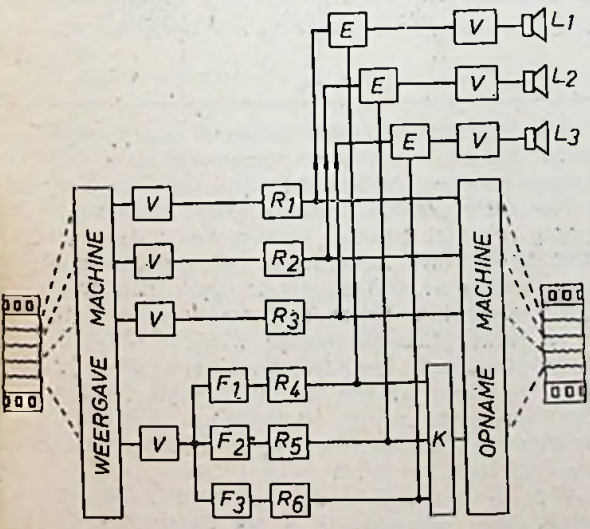 E V L1
E V L2
E V L3
V R1
V R2
V R3
F1 R4
V F2 R5 K
F3 R6
WEERGAVE MACHINE
OPNAME MACHINE